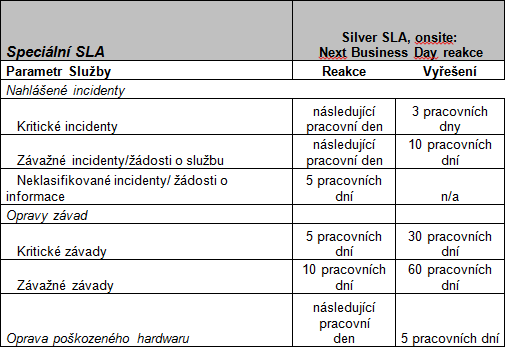 Speciální SLA
Silver SLA, onsite:
Next Business Day reakce
Parametr Služby
Reakce
Vyřešení
Nahlášené incidenty
Kritické incidenty
následující
pracovní den
3 pracovních
dny
Závažné incidenty/žádosti o službu
následující
pracovní den
10 pracovních
dní
Neklasifikované incidenty/ žádosti o
informace
5 pracovních
dní
n/a
Opravy závad
Kritické závady
5 pracovních
dní
30 pracovních
dní
Závažné závady
10 pracovních
dní
60 pracovních
dní
Oprava poškozeného hardwaru
následující
pracovní
den
5 pracovních dní